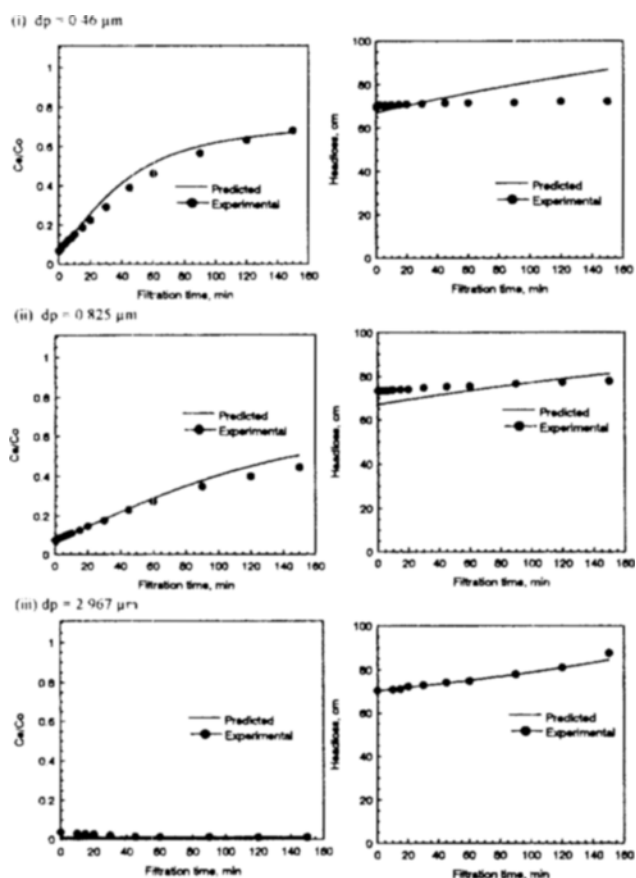 (i) dp = 0.46 µm
1
0.8
0.6
0.4
0.2
0
Ce/Co
Predicted
Experimental
0 20 40 60 80 100 120 140 160
Filtration time, min
100
80
60
40
20
0
Headloss, cm
Predicted
Experimental
0 20 40 60 80 100 120 140 160
Filtration time, min
(ii) dp = 0.825 µm
1
0.8
0.6
0.4
0.2
0
Ce/Co
Predicted
Experimental
0 20 40 60 80 100 120 140 160
Filtration time, min
100
80
60
40
20
0
Headloss, cm
Predicted
Experimental
0 20 40 60 80 100 120 140 160
Filtration time, min
(iii) dp = 2.967 µm
1
0.8
0.6
0.4
0.2
0
Ce/Co
Predicted
Experimental
0 20 40 60 80 100 120 140 160
Filtration time, min
100
80
60
40
20
0
Headloss, cm
Predicted
Experimental
0 20 40 60 80 100 120 140 160
Filtration time, min